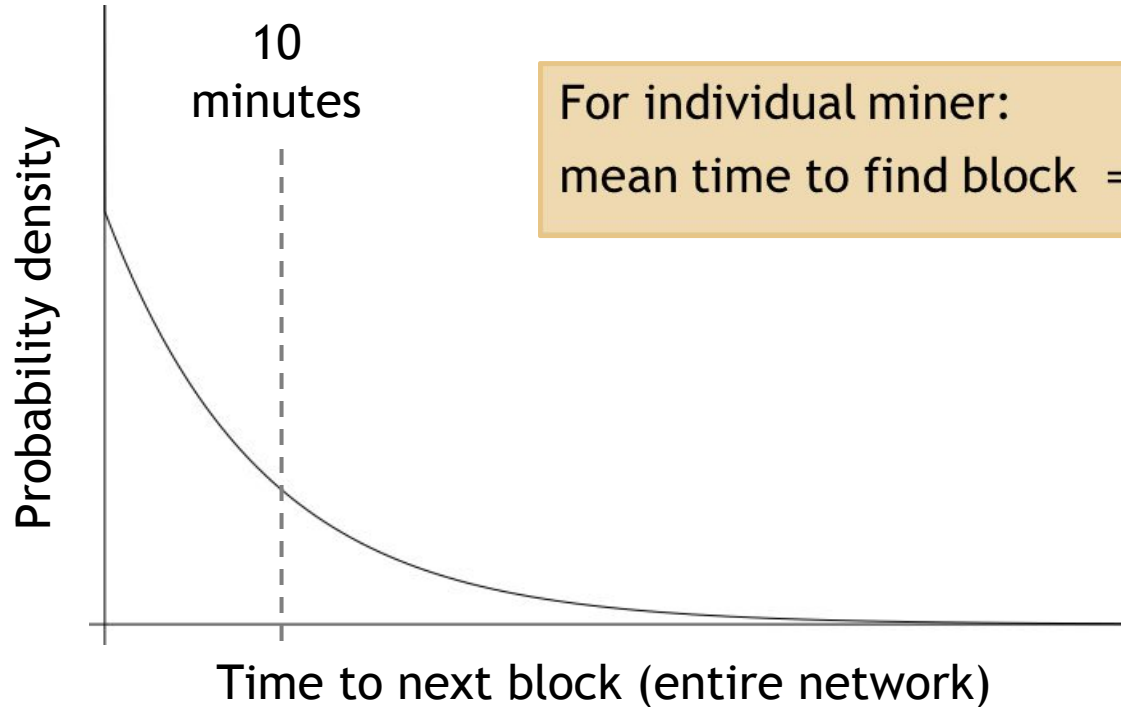 10
minutes
For individual miner:
mean time to find block =
Probability density
Time to next block (entire network)